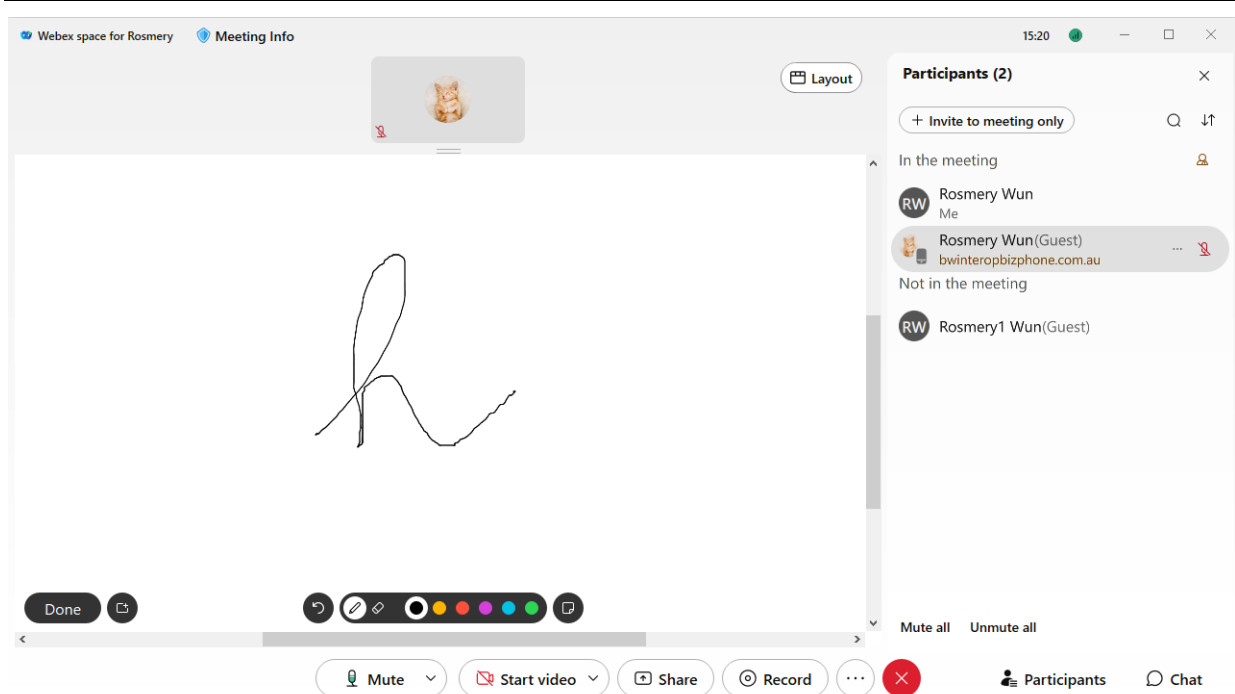 Webex space for Rosmery Meeting Info 15:20
Layout
Participants (2)
Invite to meeting only
In the meeting
RW Rosmery Wun
Me
Rosmery Wun(Guest)
bwinteropbizphone.com.au
Not in the meeting
RW Rosmery1 Wun(Guest)
h
Done
Mute all Unmute all
Mute Start video Share Record Participants Chat